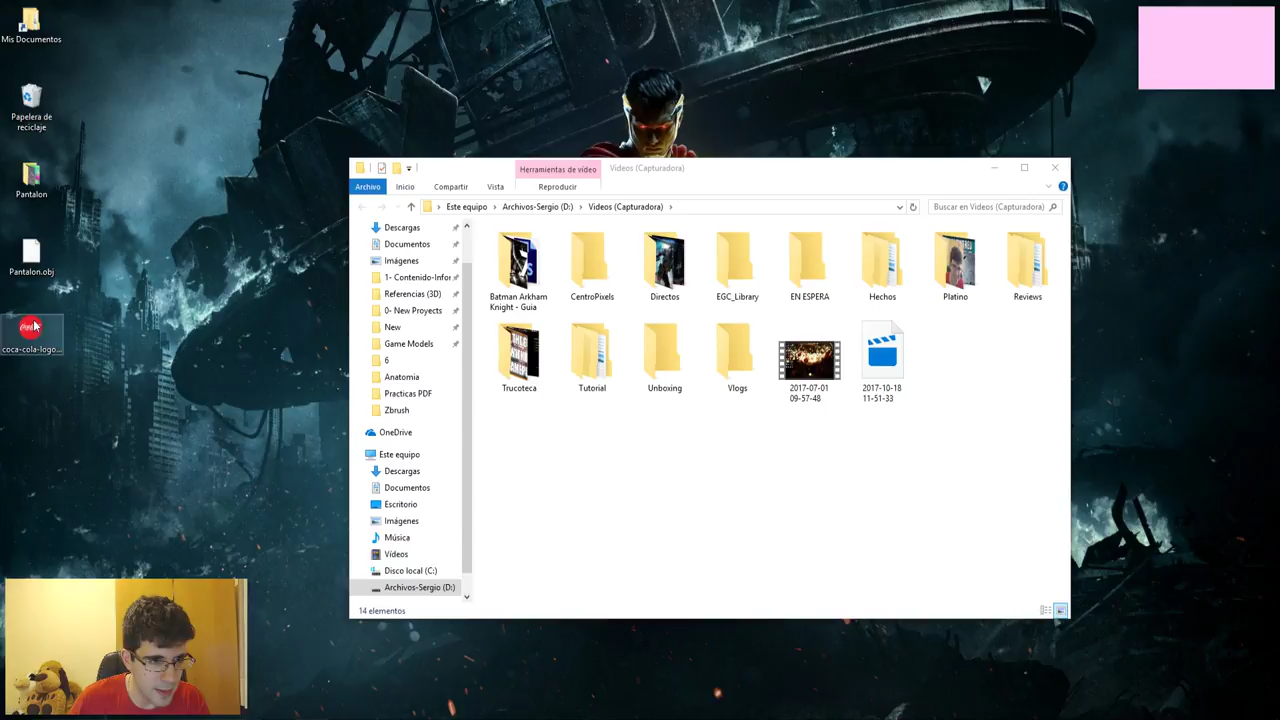 Mis Documentos
Papelera de
reciclaje
Pantalon
Pantalon.obj
coca-cola-logo...
Herramientas de vídeo
Videos (Capturadora)
Archivo
Inicio
Compartir
Vista
Reproducir
Este equipo
Archivos-Sergio (D:)
Videos (Capturadora)
Buscar en Videos (Capturadora)
Descargas
Documentos
Imágenes
1- Contenido-Infor
Referencias (3D)
0- New Proyects
New
Game Models
6
Anatomia
Practicas PDF
Zbrush
OneDrive
Este equipo
Descargas
Documentos
Escritorio
Imágenes
Música
Vídeos
Disco local (C:)
Archivos-Sergio (D:)
Batman Arkham
Knight - Guia
CentroPixels
Directos
EGC_Library
EN ESPERA
Hechos
Platino
Reviews
Trucoteca
Tutorial
Unboxing
Vlogs
2017-07-01
09-57-48
2017-10-18
11-51-33
14 elementos